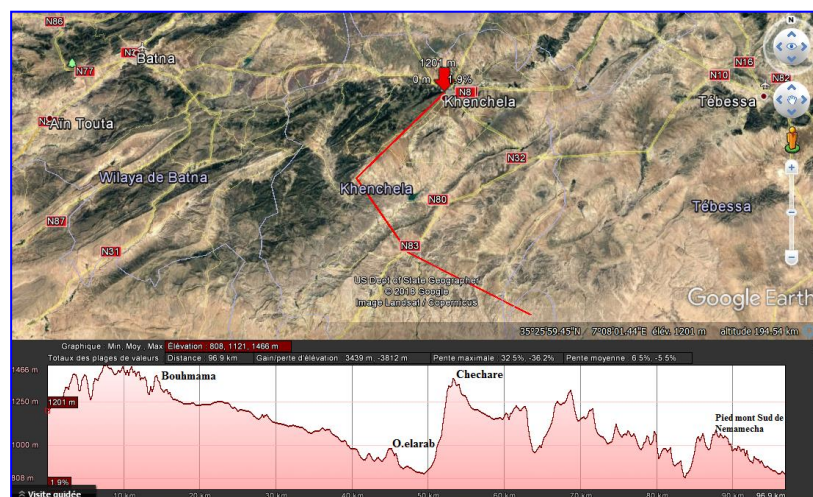 N86
N
N77
Batna
N16
1201 m
N10
N82
0 m 1.9%
N8
Khenchela
Tébessa
Aïn Touta
N32
Wilaya de Batna
Khenchela
N80
Tébessa
N87
N83
N31
US Dept of State Geographer
© 2018 Google
Image Landsat / Copernicus
Google Earth
35°25'59.45"N 7°08'01.44"E élév. 1201 m altitude 194.54 km
Graphique Min, Moy, Max Élévation : 808, 1121, 1466 m
Totaux des plages de valeurs Distance : 96.9 km Gain/perte d'élévation : 3439 m, -3812 m Pente maximale : 32.5%, -36.2% Pente moyenne : 6.5%, -5.5%
1466 m
Bouhmama
Chechare
1250 m
1201 m
Pied mont Sud de
Nemamecha
1000 m
O.elarab
808 m
1.9%
Visite guidée
10 km 20 km 30 km 40 km 50 km 60 km 70 km 80 km 90 km 96.9 km